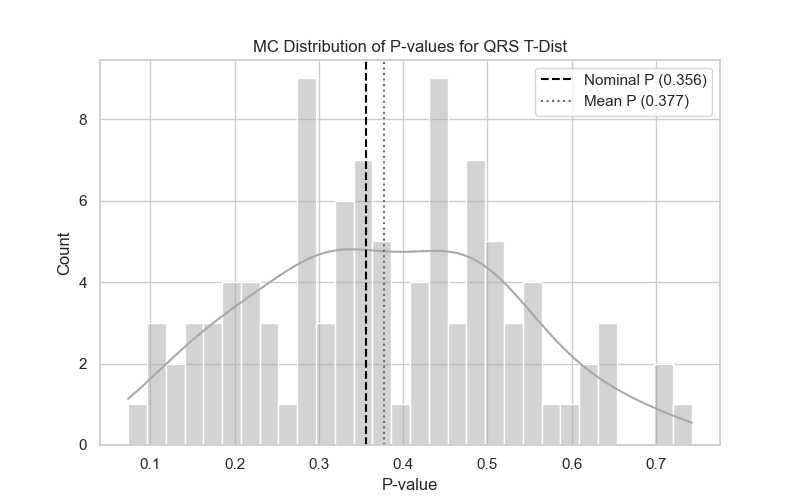 MC Distribution of P-values for QRS T-Dist
Nominal P (0.356)
Mean P (0.377)
Count
8
6
4
2
0
0.1 0.2 0.3 0.4 0.5 0.6 0.7
P-value